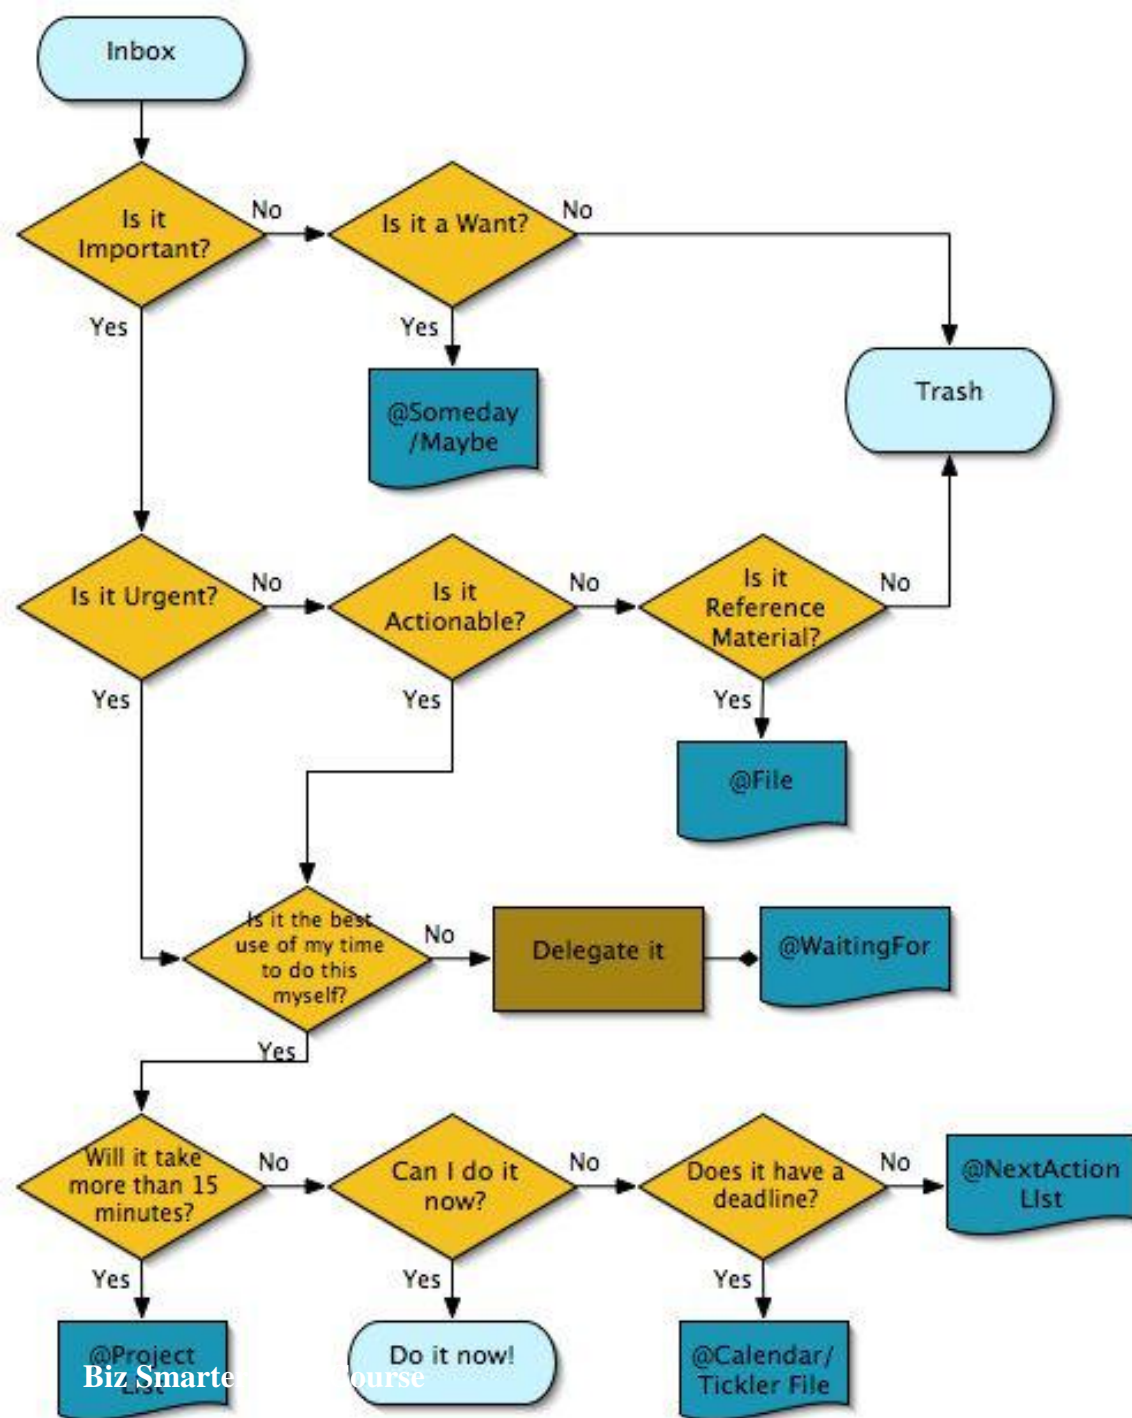 Inbox
Is it
Important?
No
Is it a Want?
No
Yes
Yes
@Someday
/Maybe
Trash
Is it Urgent?
No
Is it
Actionable?
No
Is it
Reference
Material?
No
Yes
Yes
Yes
@File
Is it the best
use of my time
to do this
myself?
No
Delegate it
@WaitingFor
Yes
Will it take
more than 15
minutes?
No
Can I do it
now?
No
Does it have a
deadline?
No
@NextAction
LIst
Yes
Yes
Yes
@Project
List
Do it now!
@Calendar/
Tickler File
Biz Smarte